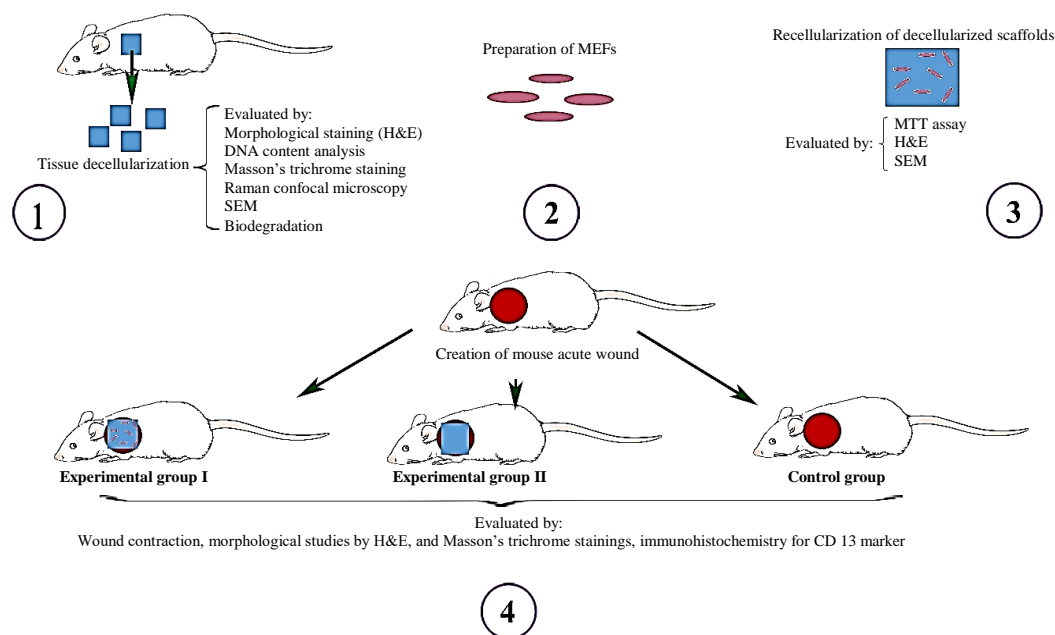 Tissue decellularization
Evaluated by:
Morphological staining (H&E)
DNA content analysis
Masson’s trichrome staining
Raman confocal microscopy
SEM
Biodegradation
1
Preparation of MEFs
2
Recellularization of decellularized scaffolds
Evaluated by:
MTT assay
H&E
SEM
3
Creation of mouse acute wound
Experimental group I
Experimental group II
Control group
Evaluated by:
Wound contraction, morphological studies by H&E, and Masson’s trichrome stainings, immunohistochemistry for CD 13 marker
4